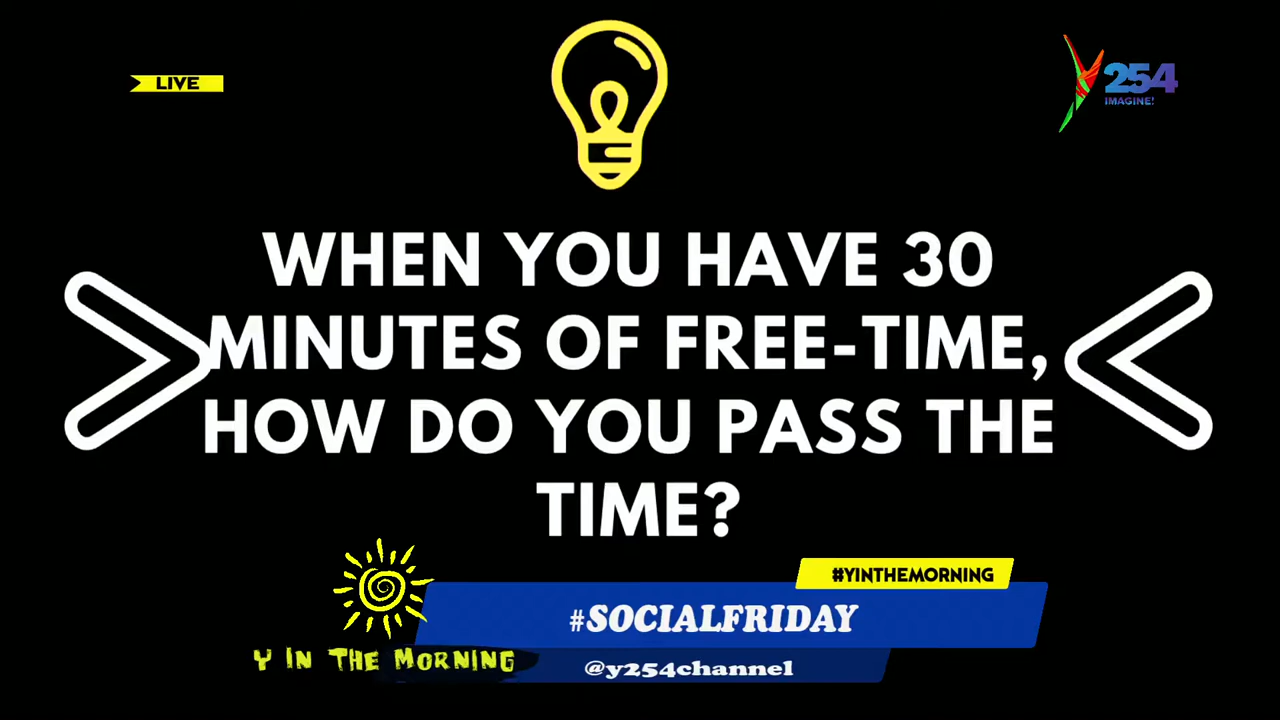 LIVE
254
IMAGINE!
WHEN YOU HAVE 30
MINUTES OF FREE-TIME,
HOW DO YOU PASS THE
TIME?
#YINTHEMORNING
#SOCIALFRIDAY
Y IN THE MORNING
@y254channel